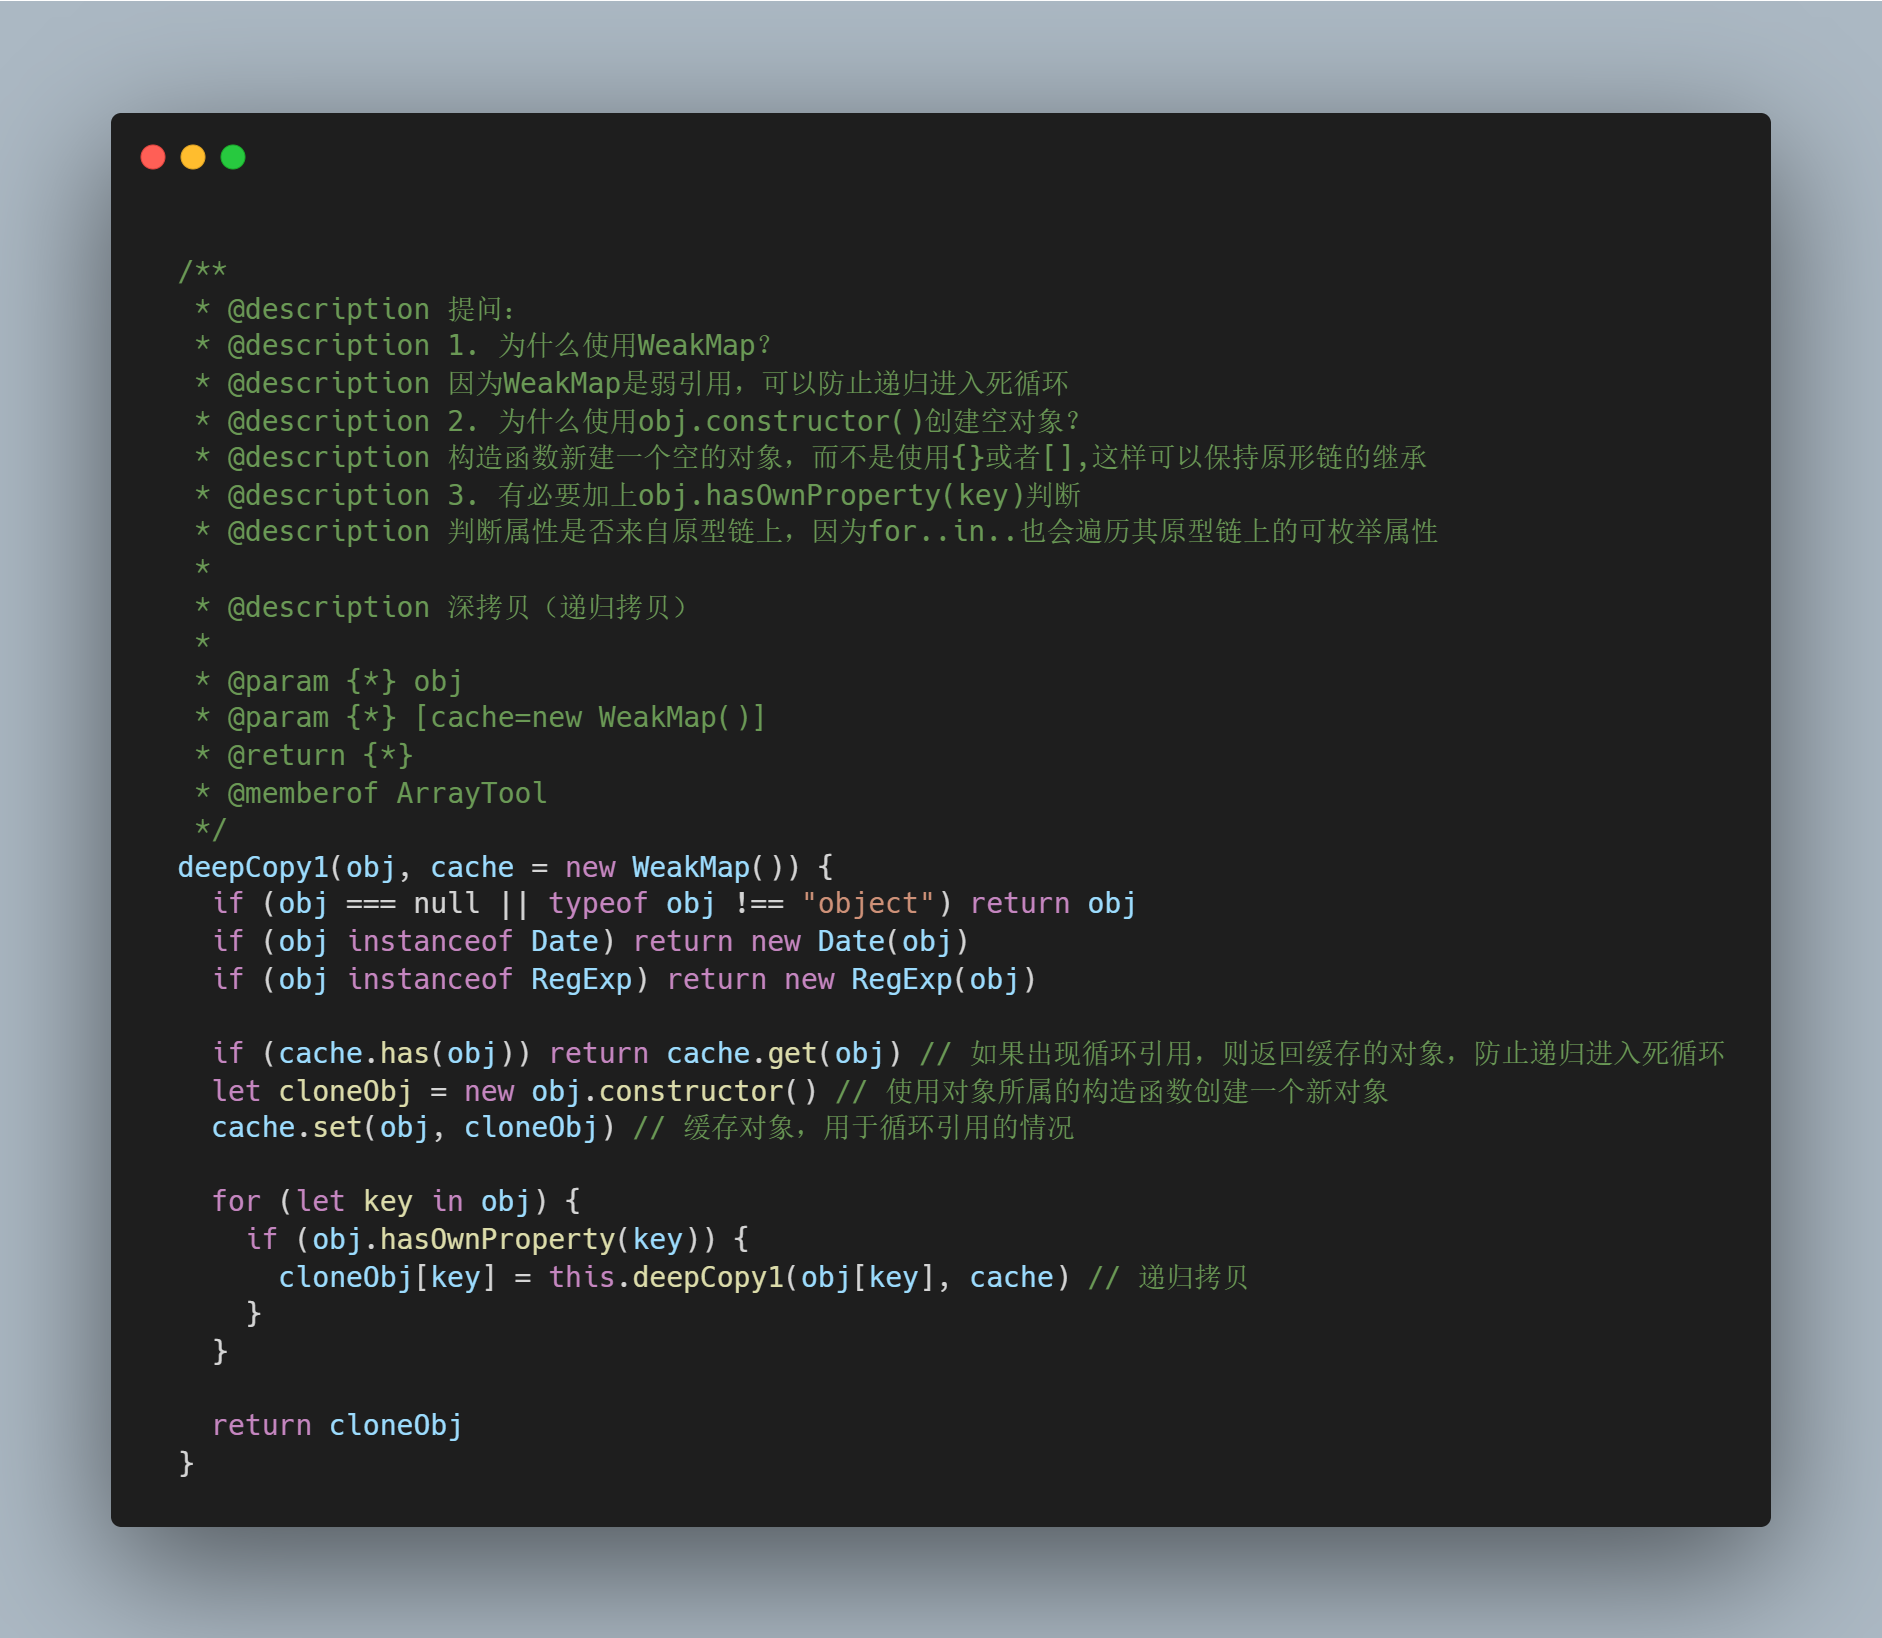 /**
 * @description 提问：
 * @description 1. 为什么使用WeakMap？
 * @description 因为WeakMap是弱引用，可以防止递归进入死循环
 * @description 2. 为什么使用obj.constructor()创建空对象？
 * @description 构造函数新建一个空的对象，而不是使用{}或者[],这样可以保持原形链的继承
 * @description 3. 有必要加上obj.hasOwnProperty(key)判断
 * @description 判断属性是否来自原型链上，因为for..in..也会遍历其原型链上的可枚举属性
 *
 * @description 深拷贝（递归拷贝）
 *
 * @param {*} obj
 * @param {*} [cache=new WeakMap()]
 * @return {*}
 * @memberof ArrayTool
 */
deepCopy1(obj, cache = new WeakMap()) {
  if (obj === null || typeof obj !== "object") return obj
  if (obj instanceof Date) return new Date(obj)
  if (obj instanceof RegExp) return new RegExp(obj)

  if (cache.has(obj)) return cache.get(obj) // 如果出现循环引用，则返回缓存的对象，防止递归进入死循环
  let cloneObj = new obj.constructor() // 使用对象所属的构造函数创建一个新对象
  cache.set(obj, cloneObj) // 缓存对象，用于循环引用的情况

  for (let key in obj) {
    if (obj.hasOwnProperty(key)) {
      cloneObj[key] = this.deepCopy1(obj[key], cache) // 递归拷贝
    }
  }

  return cloneObj
}